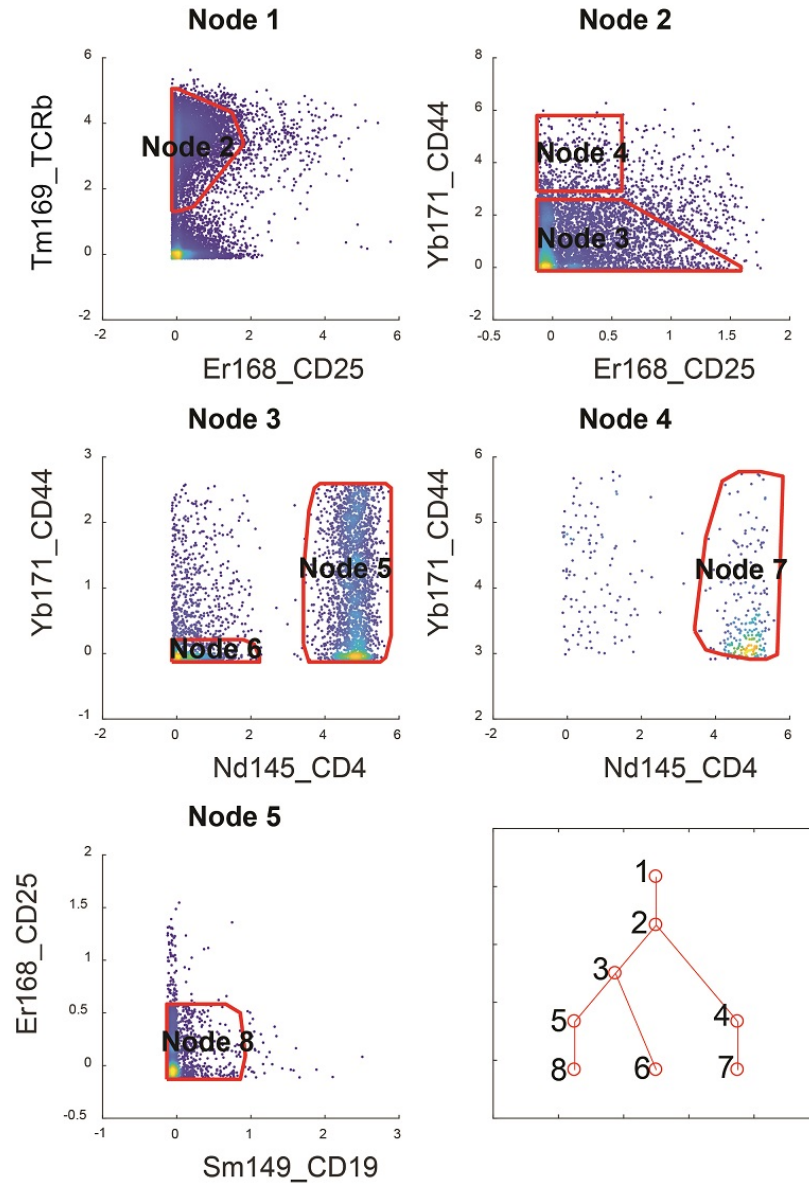 Node 1
Node 2
6
4
2
0
-2
Tm169_TCRb
Node 2
-2
0
2
4
6
Er168_CD25
8
6
4
2
0
-2
Yb171_CD44
Node 4
Node 3
-0.5
0
0.5
1
1.5
2
Er168_CD25
Node 3
Node 4
3
2
1
0
-1
Yb171_CD44
Node 5
Node 6
-2
0
2
4
6
Nd145_CD4
6
5
4
3
2
Yb171_CD44
Node 7
-2
0
2
4
6
Nd145_CD4
Node 5
2
1.5
1
0.5
0
-0.5
Er168_CD25
Node 8
-1
0
1
2
3
Sm149_CD19
1
2
3
5
4
8
6
7